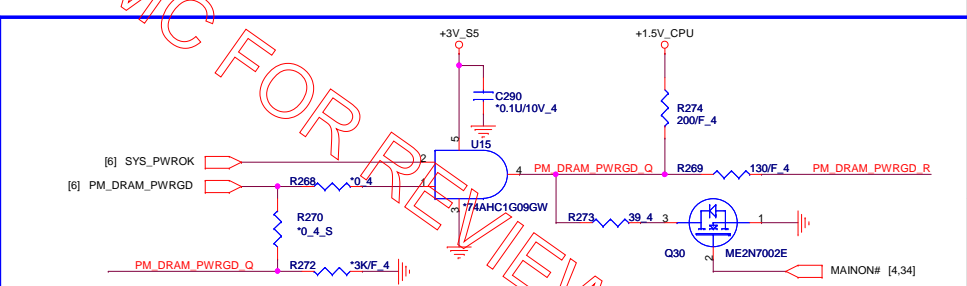 MC FOR REVIEW
+3V_S5
+1.5V_CPU
C290
*0.1U/10V_4
R274
200/F_4
5
U15
[6] SYS_PWROK
2
4
PM_DRAM_PWRGD_Q
R269
130/F_4
PM_DRAM_PWRGD_R
[6] PM_DRAM_PWRGD
R268
*0_4
1
3
*74AHC1G09GW
R270
*0_4_S
R273
39_4
3
1
Q30
ME2N7002E
2
PM_DRAM_PWRGD_Q
R272
*3K/F_4
MAINON# [4,34]